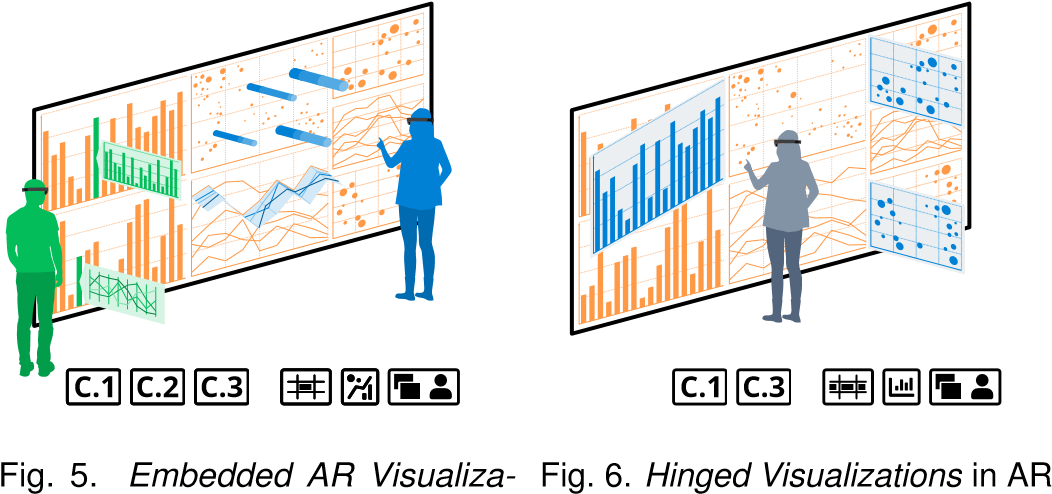 C.1 C.2 C.3
C.1 C.3
Fig. 5. Embedded AR Visualiza-
Fig. 6. Hinged Visualizations in AR